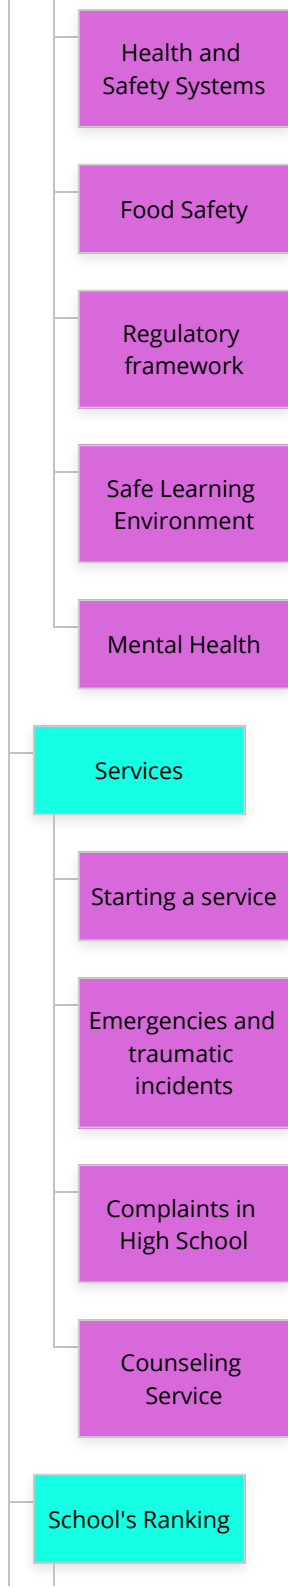 Health and
Safety Systems
Food Safety
Regulatory
framework
Safe Learning
Environment
Mental Health
Services
Starting a service
Emergencies and
traumatic
incidents
Complaints in
High School
Counseling
Service
School's Ranking